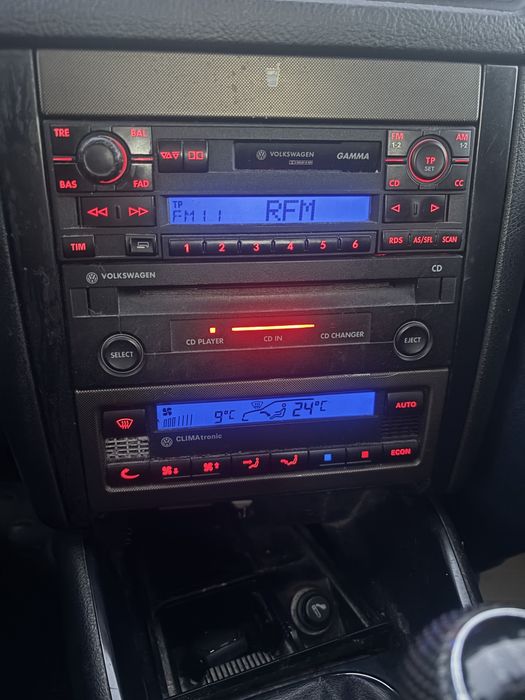 TRE BAL FM 1-2 AM 1-2
VOLKSWAGEN GAMMA
TP SET
BAS FAD CD CC
TP
FM1 1 RFM
TIM 1 2 3 4 5 6 RDS AS/SFL SCAN
VOLKSWAGEN CD
SELECT CD PLAYER CD IN CD CHANGER EJECT
9°C 24°C AUTO
CLIMAtronic
ECON